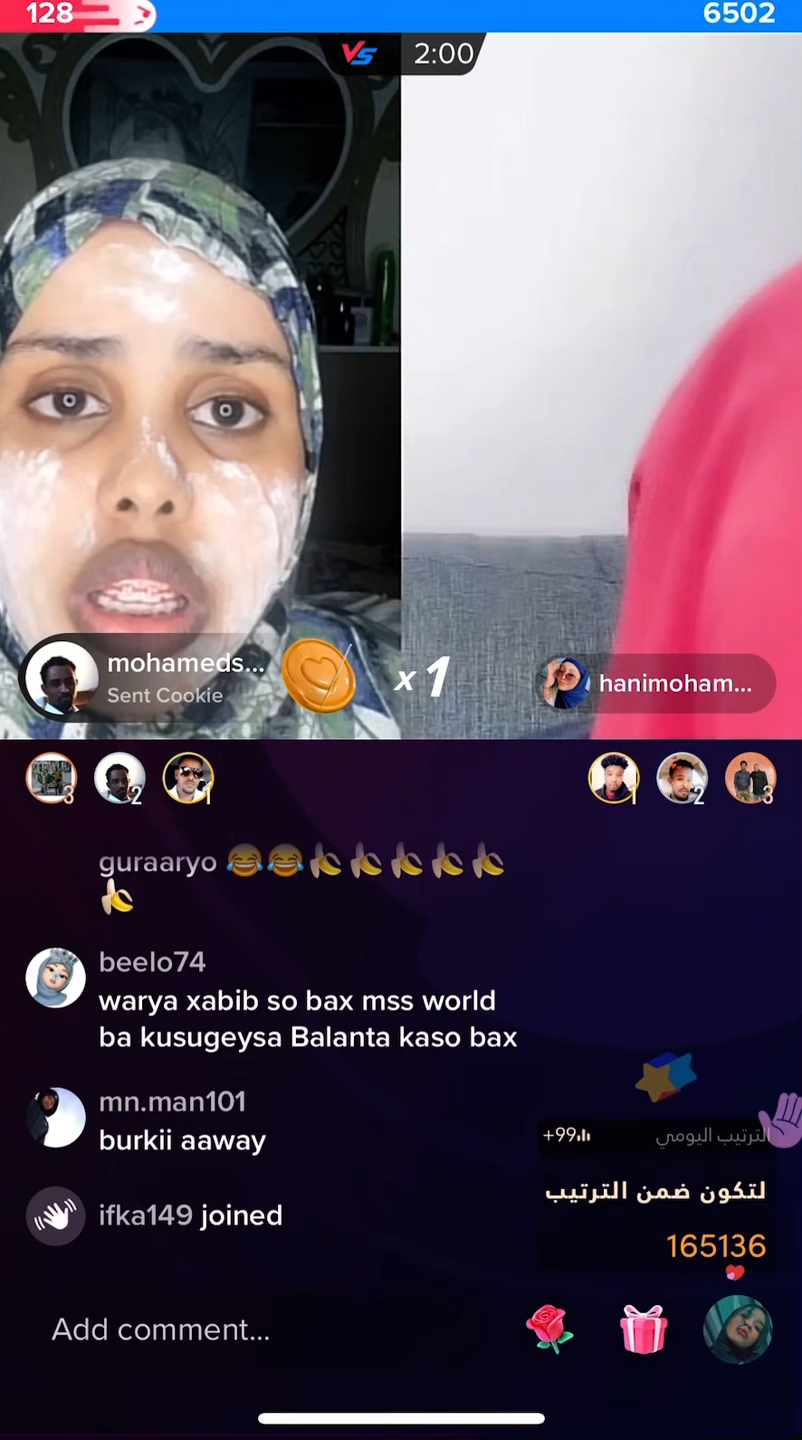 128
6502
VS
2:00
mohameds...
Sent Cookie
x 1
hanimoham...
3
2
1
1
2
3
guraaryo 😂😂🍌🍌🍌🍌🍌
🍌
beelo74
warya xabib so bax mss world
ba kusugeysa Balanta kaso bax
mn.man101
burkii aaway
ifka149 joined
+99
الترتيب اليومي
لتكون ضمن الترتيب
165136
Add comment...